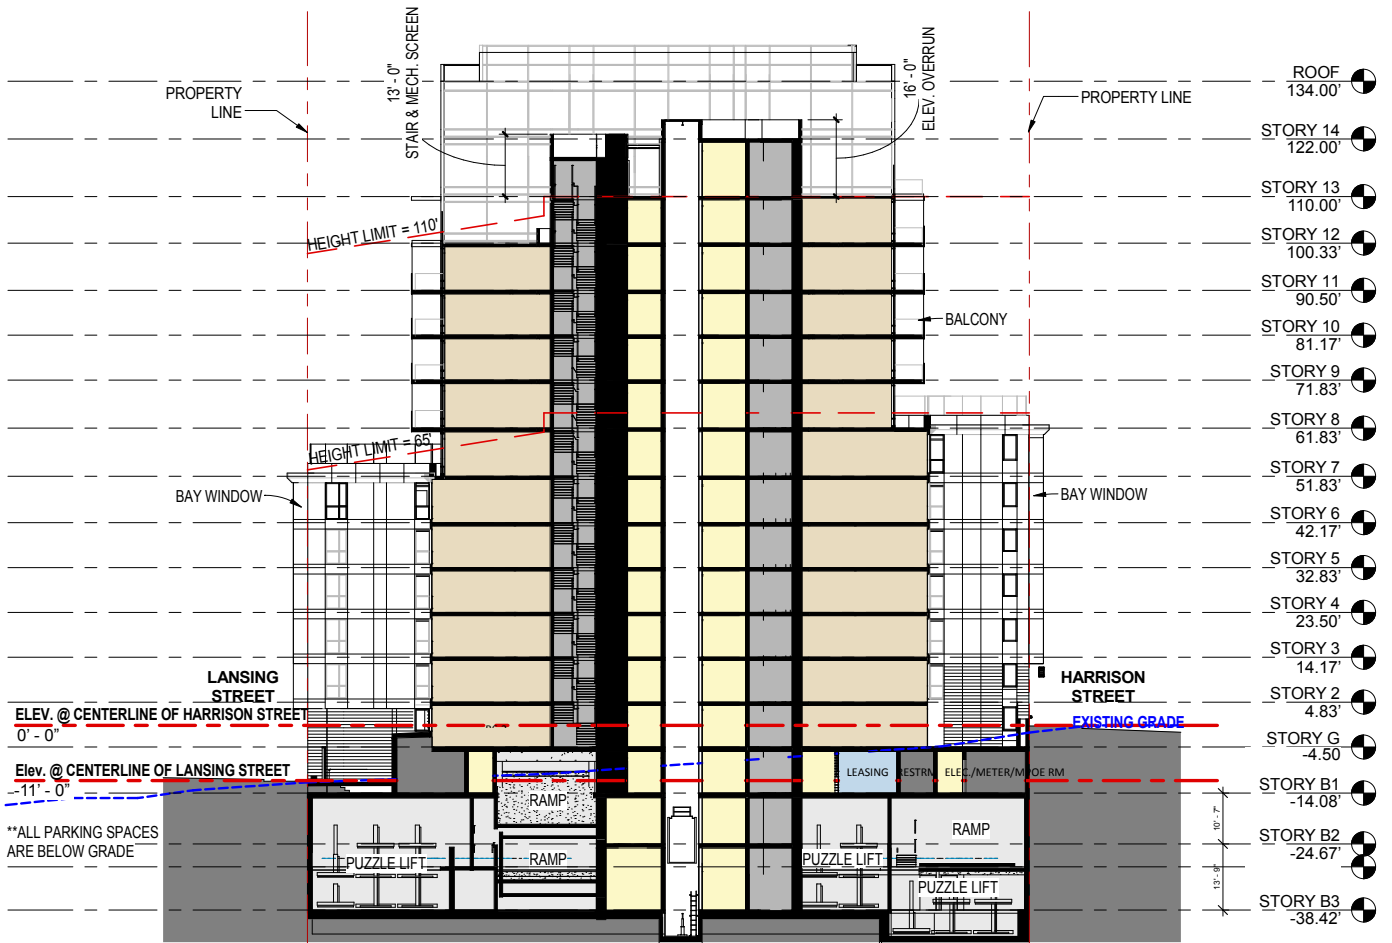 13' - 0"
STAIR & MECH. SCREEN
16' - 0"
ELEV. OVERRUN
PROPERTY
LINE
PROPERTY LINE
ROOF
134.00'
STORY 14
122.00'
STORY 13
110.00'
HEIGHT LIMIT = 110'
STORY 12
100.33'
STORY 11
90.50'
BALCONY
STORY 10
81.17'
STORY 9
71.83'
STORY 8
61.83'
HEIGHT LIMIT = 65'
STORY 7
51.83'
BAY WINDOW
BAY WINDOW
STORY 6
42.17'
STORY 5
32.83'
STORY 4
23.50'
STORY 3
14.17'
LANSING
STREET
HARRISON
STREET
STORY 2
4.83'
ELEV. @ CENTERLINE OF HARRISON STREET
0' - 0"
EXISTING GRADE
STORY G
-4.50
Elev. @ CENTERLINE OF LANSING STREET
-11' - 0"
LEASING
RESTRM
ELEC./METER/MPOE RM
STORY B1
-14.08'
RAMP
10' - 7"
**ALL PARKING SPACES
ARE BELOW GRADE
RAMP
STORY B2
-24.67'
PUZZLE LIFT
RAMP
PUZZLE LIFT
PUZZLE LIFT
13' - 9"
STORY B3
-38.42'